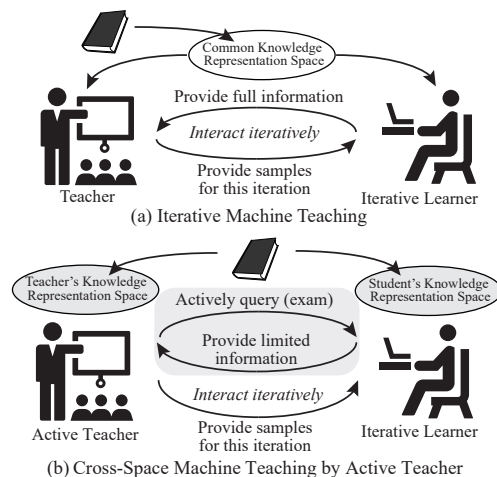 Common Knowledge
Representation Space
Provide full information
Interact iteratively
Provide samples
for this iteration
Teacher
Iterative Learner
(a) Iterative Machine Teaching
Teacher's Knowledge
Representation Space
Student's Knowledge
Representation Space
Actively query (exam)
Provide limited
information
Interact iteratively
Active Teacher
Provide samples
for this iteration
Iterative Learner
(b) Cross-Space Machine Teaching by Active Teacher